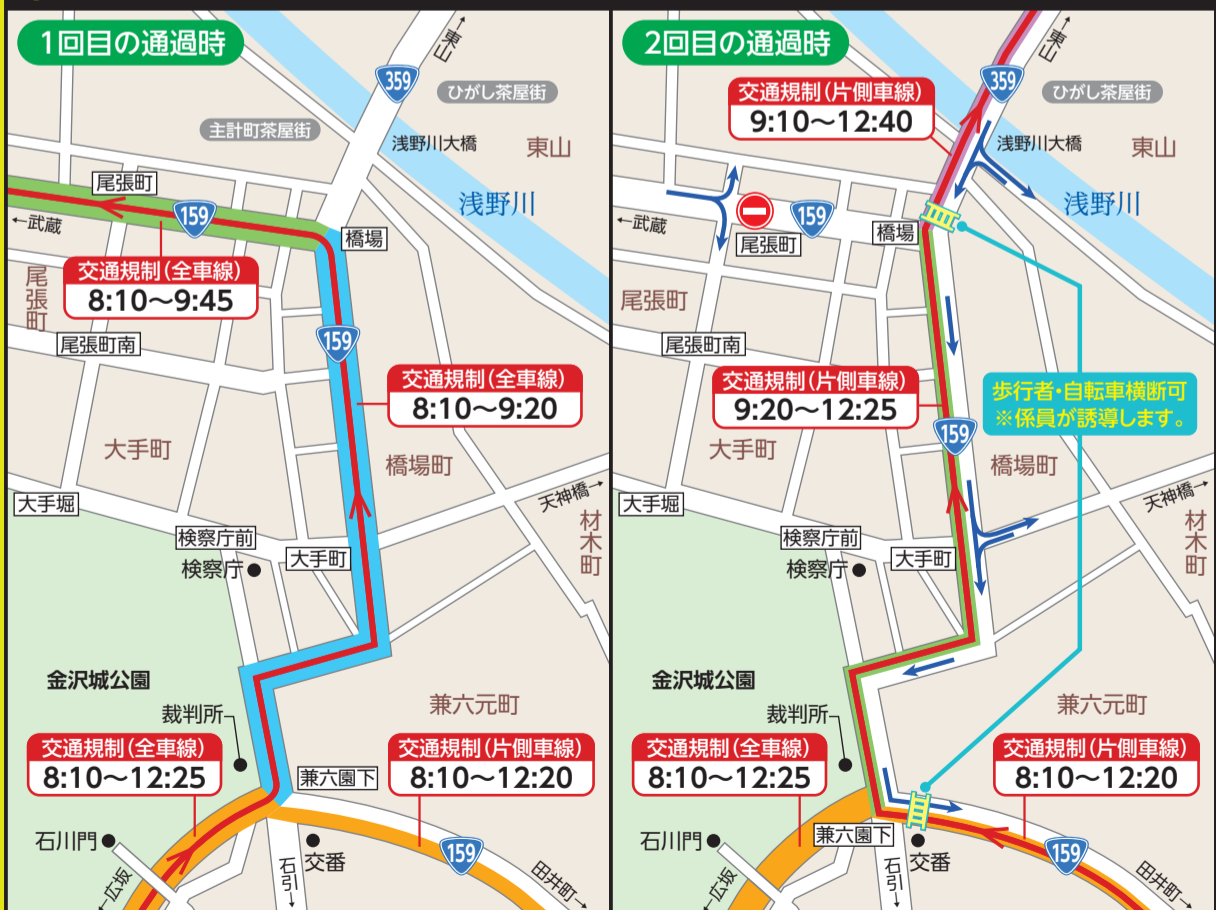 1回目の通過時
↑東山
359
ひがし茶屋街
主計町茶屋街
浅野川大橋
東山
尾張町
159
浅野川
←武蔵
橋場
交通規制(全車線)
8:10〜9:45
尾張町
159
尾張町南
交通規制(全車線)
8:10〜9:20
大手町
橋場町
大手堀
天神橋→
検察庁前
材木町
大手町
検察庁
金沢城公園
兼六元町
裁判所
交通規制(全車線)
8:10〜12:25
兼六園下
交通規制(片側車線)
8:10〜12:20
石川門
交番
159
←広坂
石引→
田井町→
2回目の通過時
↑東山
359
交通規制(片側車線)
9:10〜12:40
ひがし茶屋街
浅野川大橋
東山
浅野川
159
←武蔵
尾張町
橋場
尾張町
尾張町南
交通規制(片側車線)
9:20〜12:25
歩行者・自転車横断可
※係員が誘導します。
159
大手町
橋場町
大手堀
天神橋→
検察庁前
材木町
大手町
検察庁
金沢城公園
兼六元町
裁判所
交通規制(全車線)
8:10〜12:25
交通規制(片側車線)
8:10〜12:20
兼六園下
石川門
交番
159
←広坂
石引→
田井町→